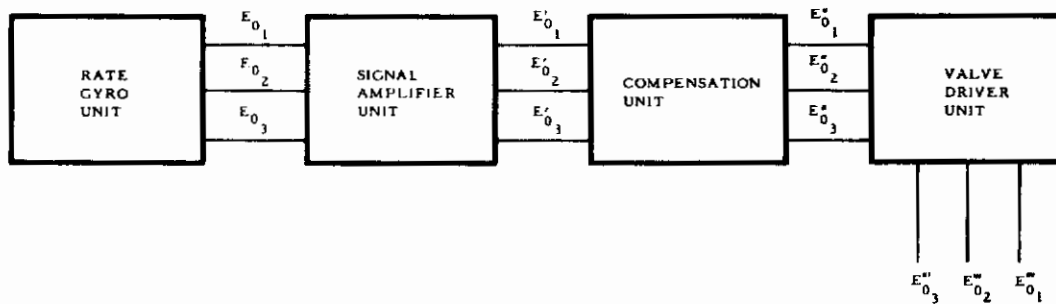 E₀₁ E′₀₁ E″₀₁
RATE GYRO UNIT
E₀₂
E₀₃
SIGNAL AMPLIFIER UNIT
E′₀₂
E′₀₃
COMPENSATION UNIT
E″₀₂
E″₀₃
VALVE DRIVER UNIT
E‴₀₃ E‴₀₂ E‴₀₁